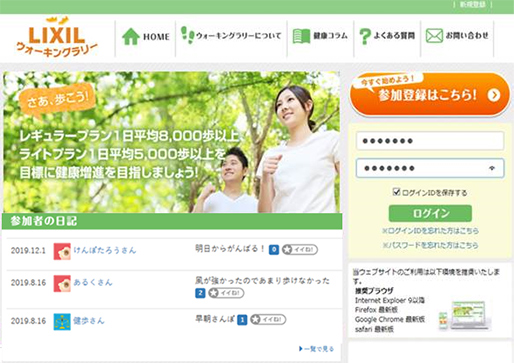 | 新規登録 |
LIXIL
ウォーキングラリー
HOME
ウォーキングラリーについて
健康コラム
よくある質問
お問い合わせ
さあ、歩こう!
レギュラープラン1日平均8,000歩以上、
ライトプラン1日平均5,000歩以上を
目標に健康増進を目指しましょう!
今すぐ始めよう!
参加登録はこちら!
ログインIDを保存する
ログイン
※ログインIDを忘れた方はこちら
※パスワードを忘れた方はこちら
参加者の日記
2019.12.1 けんぽたろうさん 明日からがんばる! 0 イイね!
2019.8.16 あるくさん 風が強かったのであまり歩けなかった
2 イイね!
2019.8.16 健歩さん 早朝さんぽ 1 イイね!
一覧で見る
当ウェブサイトのご利用は以下環境を推奨いたします。
推奨ブラウザ
Internet Exploer 9以降
Firefox 最新版
Google Chrome 最新版
safari 最新版